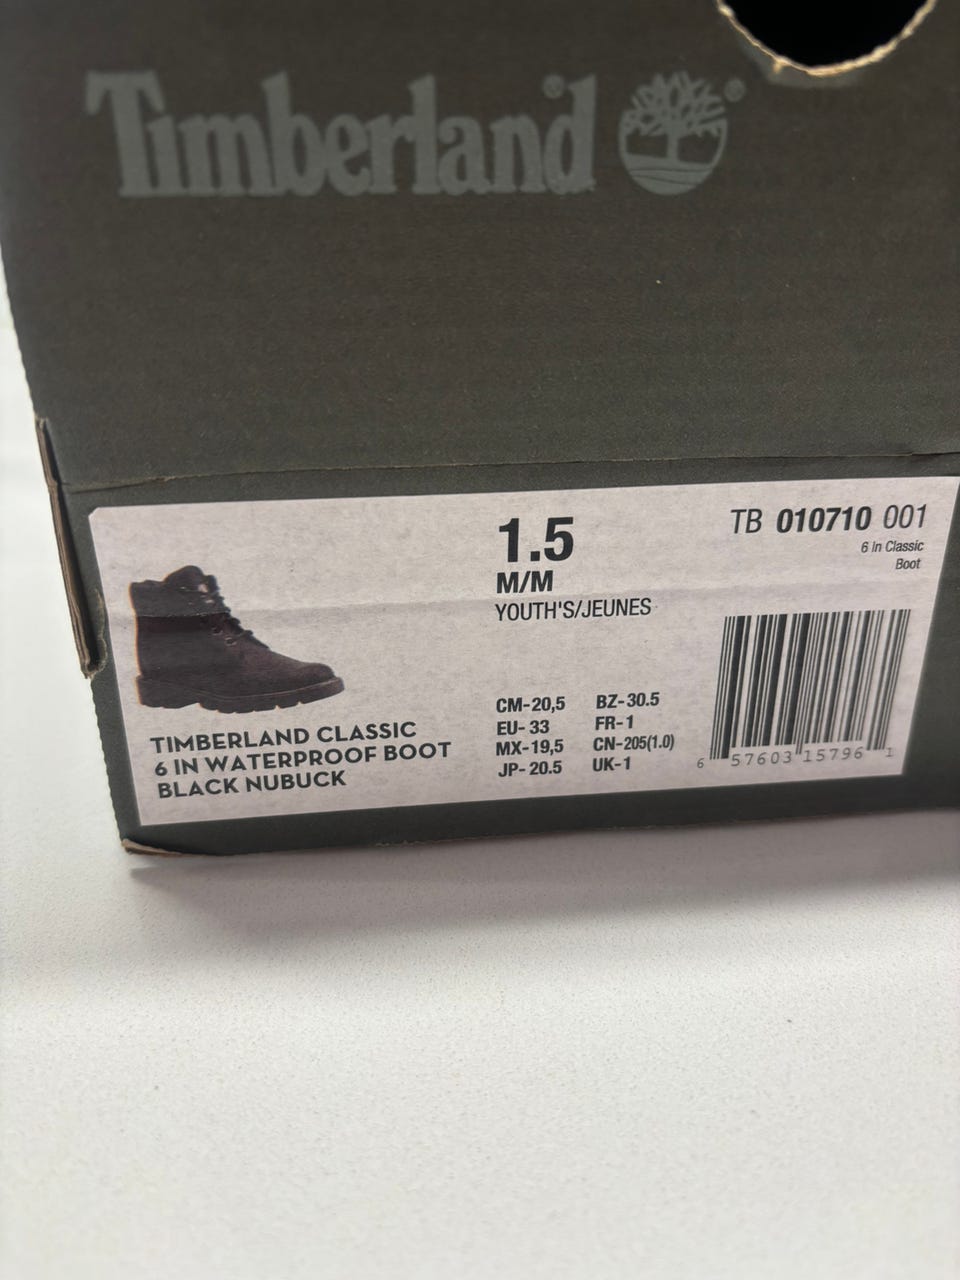 Timberland®
1.5
M/M
YOUTH'S/JEUNES
TB 010710 001
6 In Classic
Boot
TIMBERLAND CLASSIC
6 IN WATERPROOF BOOT
BLACK NUBUCK
CM-20,5 BZ-30.5
EU- 33 FR-1
MX-19,5 CN-205(1.0)
JP- 20.5 UK-1
6 57603 15796 1